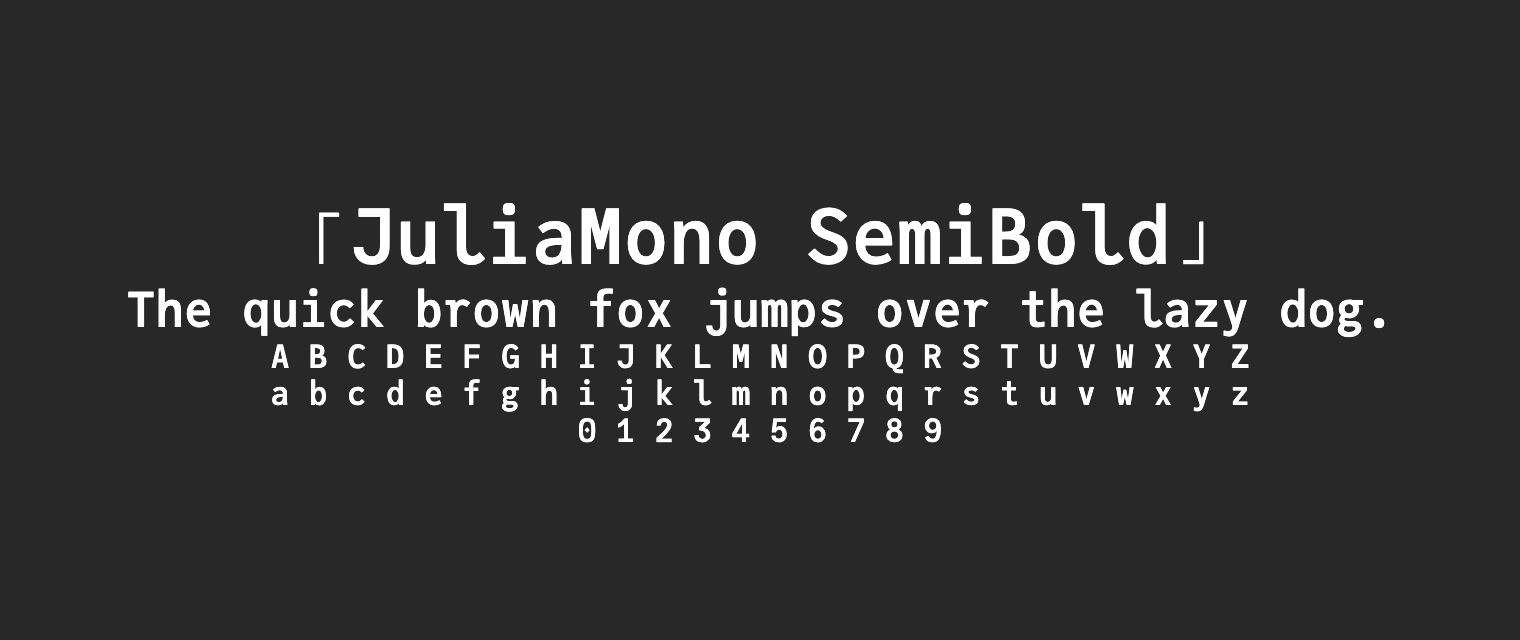 「JuliaMono SemiBold」
The quick brown fox jumps over the lazy dog.
A B C D E F G H I J K L M N O P Q R S T U V W X Y Z
a b c d e f g h i j k l m n o p q r s t u v w x y z
0 1 2 3 4 5 6 7 8 9